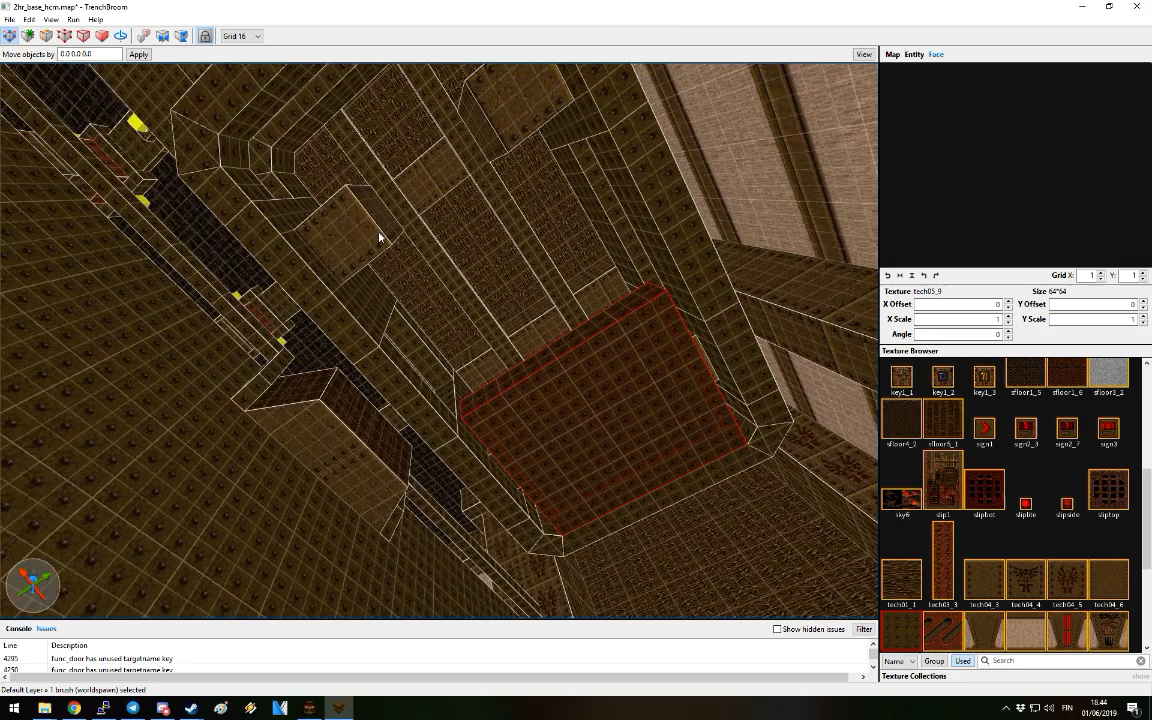 2hr_base_hcm.map* - TrenchBroom
File Edit View Run Help
Grid 16
Move objects by 0.0 0.0 0.0 Apply View
Map Entity Face
Grid X: 1 Y: 1
Texture tech05_9 Size 64*64
X Offset 0 Y Offset 0
X Scale 1 Y Scale 1
Angle 0
Texture Browser
key1_1 key1_2 key1_3 sfloor1_5 sfloor1_6 sfloor3_2
sfloor4_2 sfloor5_1 sign1 sign2_3 sign2_7 sign3
sky6 slip1 slipbot sliplite slipside sliptop
tech01_1 tech03_3 tech04_3 tech04_4 tech04_5 tech04_6
Name Group Used Search
Texture Collections show
Console Issues Show hidden issues Filter
Line Description
4295 func_door has unused targetname key
4250 func_door has unused targetname key
Default Layer » 1 brush (worldspawn) selected
FIN
18.44
01/06/2019